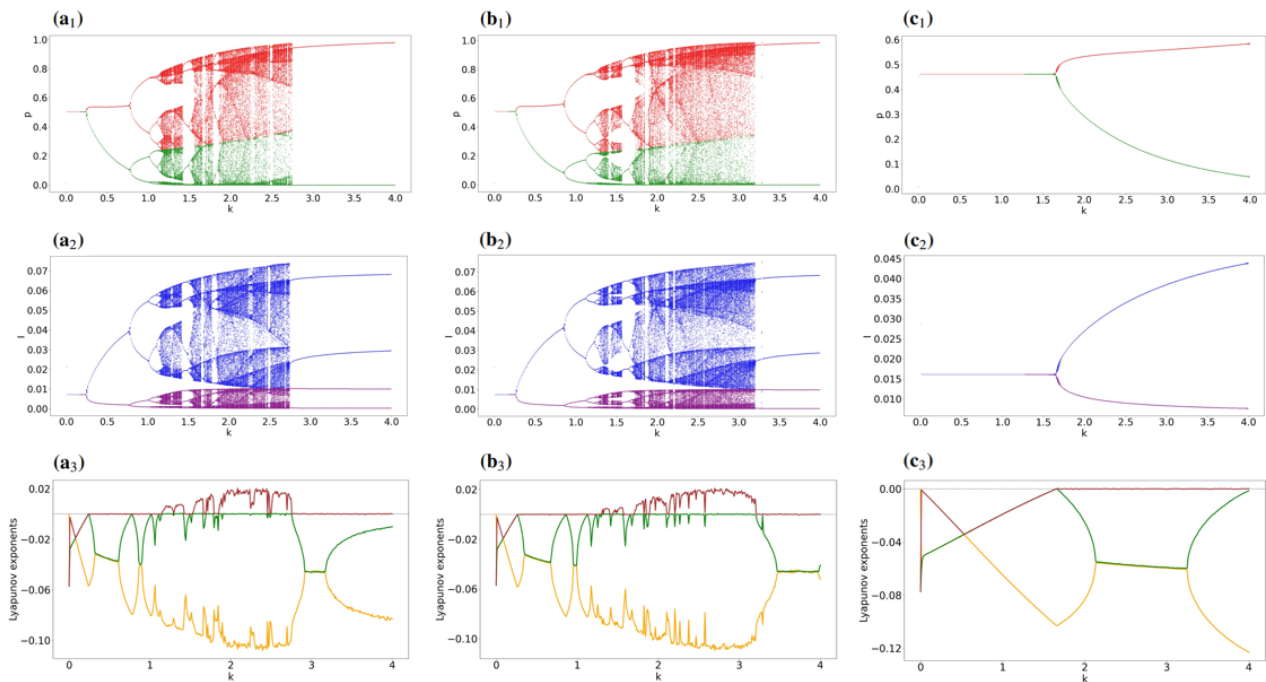 (a₁)
1.0
0.8
0.6
0.4
0.2
0.0
p
0.0 0.5 1.0 1.5 2.0 2.5 3.0 3.5 4.0
k
(b₁)
1.0
0.8
0.6
0.4
0.2
0.0
p
0.0 0.5 1.0 1.5 2.0 2.5 3.0 3.5 4.0
k
(c₁)
0.6
0.5
0.4
0.3
0.2
0.1
0.0
p
0.0 0.5 1.0 1.5 2.0 2.5 3.0 3.5 4.0
k
(a₂)
0.07
0.06
0.05
0.04
0.03
0.02
0.01
0.00
I
0.0 0.5 1.0 1.5 2.0 2.5 3.0 3.5 4.0
k
(b₂)
0.07
0.06
0.05
0.04
0.03
0.02
0.01
0.00
I
0.0 0.5 1.0 1.5 2.0 2.5 3.0 3.5 4.0
k
(c₂)
0.045
0.040
0.035
0.030
0.025
0.020
0.015
0.010
I
0.0 0.5 1.0 1.5 2.0 2.5 3.0 3.5 4.0
k
(a₃)
0.02
−0.02
−0.06
−0.10
Lyapunov exponents
0 1 2 3 4
k
(b₃)
0.02
−0.02
−0.06
−0.10
Lyapunov exponents
0 1 2 3 4
k
(c₃)
0.00
−0.04
−0.08
−0.12
Lyapunov exponents
0 1 2 3 4
k